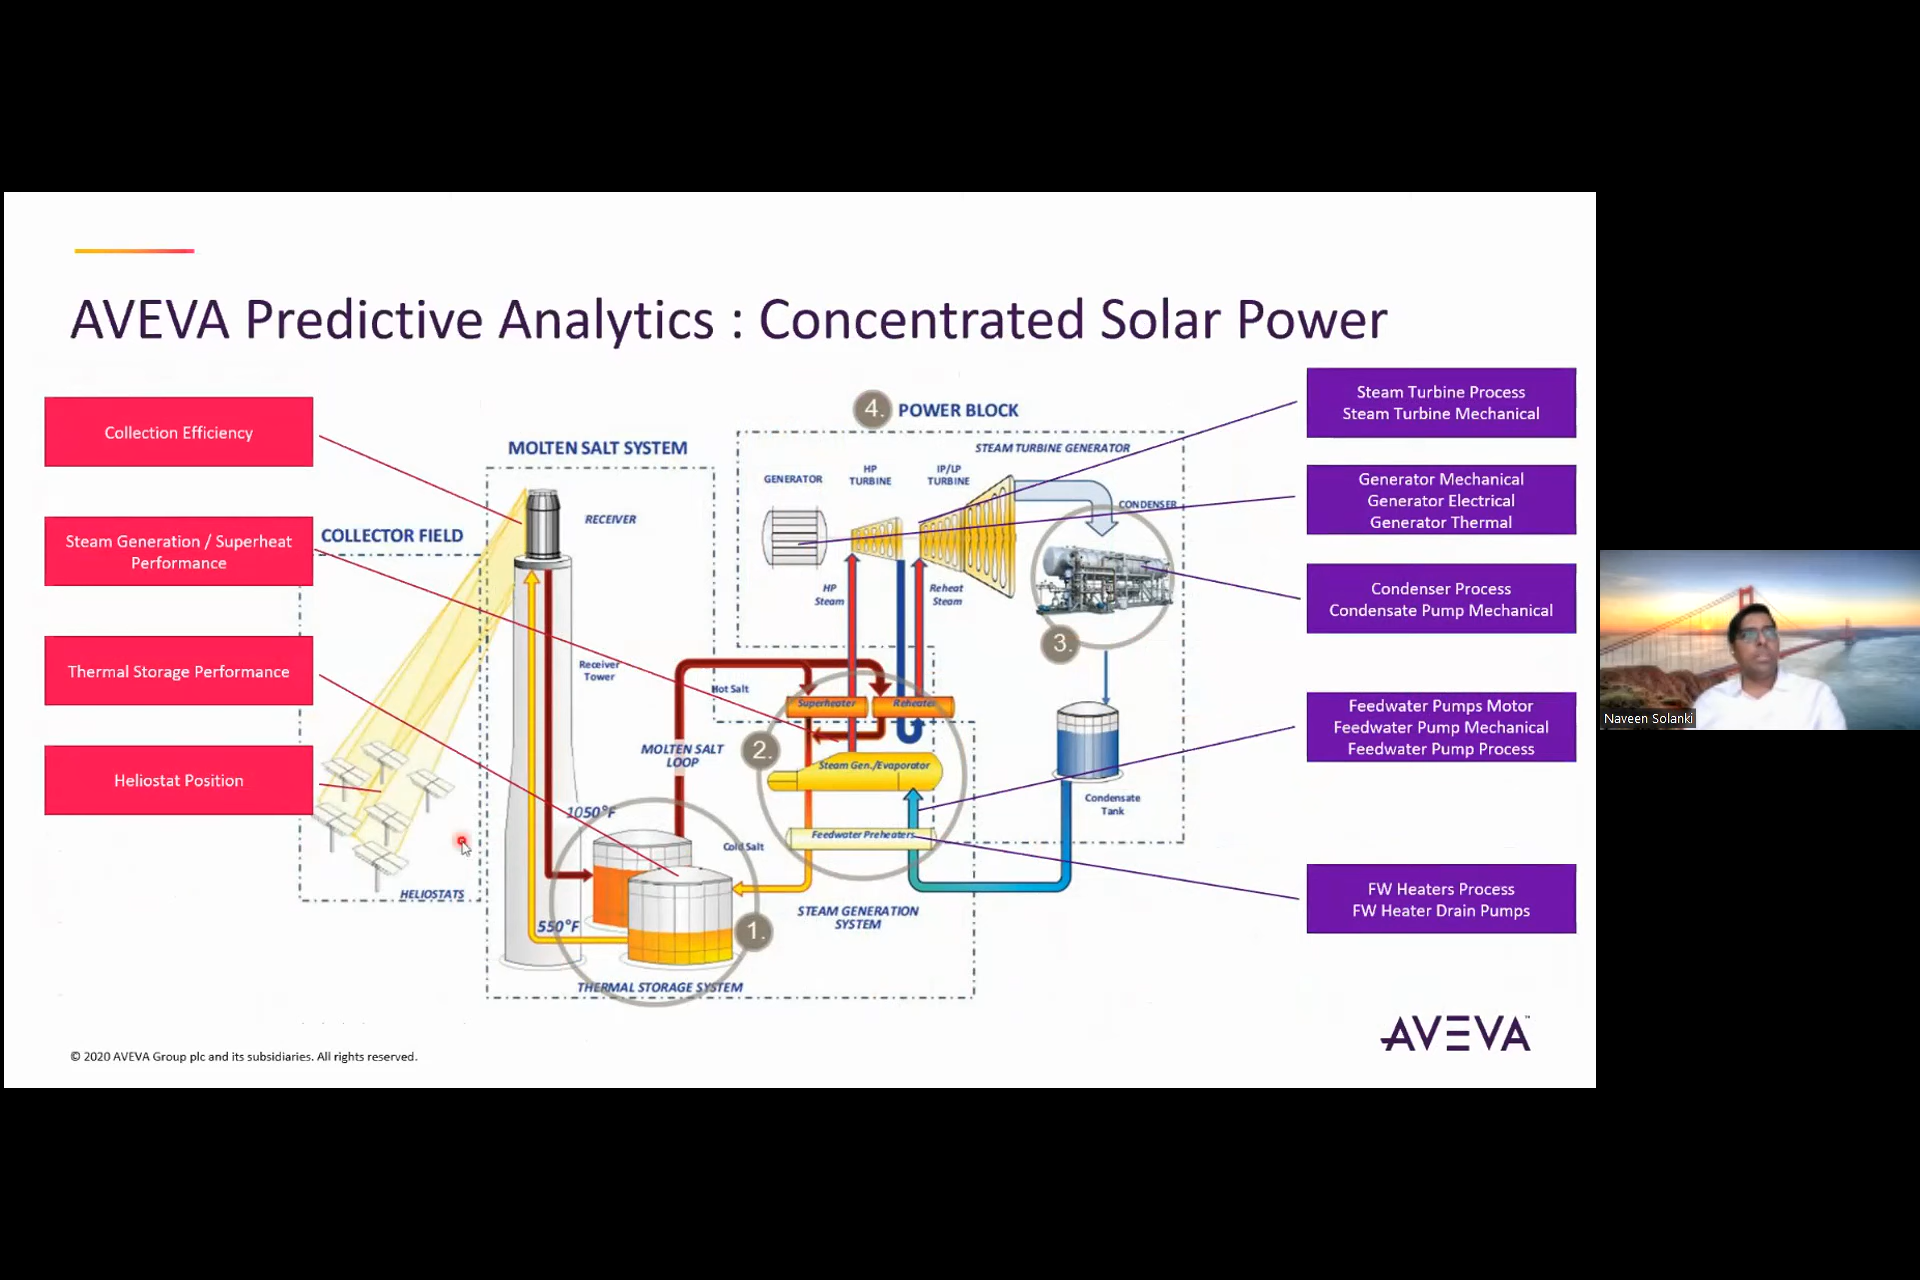 AVEVA Predictive Analytics : Concentrated Solar Power
Collection Efficiency
Steam Generation / Superheat
Performance
Thermal Storage Performance
Heliostat Position
COLLECTOR FIELD
HELIOSTATS
MOLTEN SALT SYSTEM
RECEIVER
Receiver
Tower
1050°F
550°F
THERMAL STORAGE SYSTEM
1.
MOLTEN SALT
LOOP
Hot Salt
Cold Salt
2.
Superheater
Reheater
Steam Gen./Evaporator
Feedwater Preheaters
STEAM GENERATION
SYSTEM
4.
POWER BLOCK
STEAM TURBINE GENERATOR
GENERATOR
HP
TURBINE
IP/LP
TURBINE
CONDENSER
HP
Steam
Reheat
Steam
3.
Condensate
Tank
Steam Turbine Process
Steam Turbine Mechanical
Generator Mechanical
Generator Electrical
Generator Thermal
Condenser Process
Condensate Pump Mechanical
Feedwater Pumps Motor
Feedwater Pump Mechanical
Feedwater Pump Process
FW Heaters Process
FW Heater Drain Pumps
© 2020 AVEVA Group plc and its subsidiaries. All rights reserved.
AVEVA™
Naveen Solanki